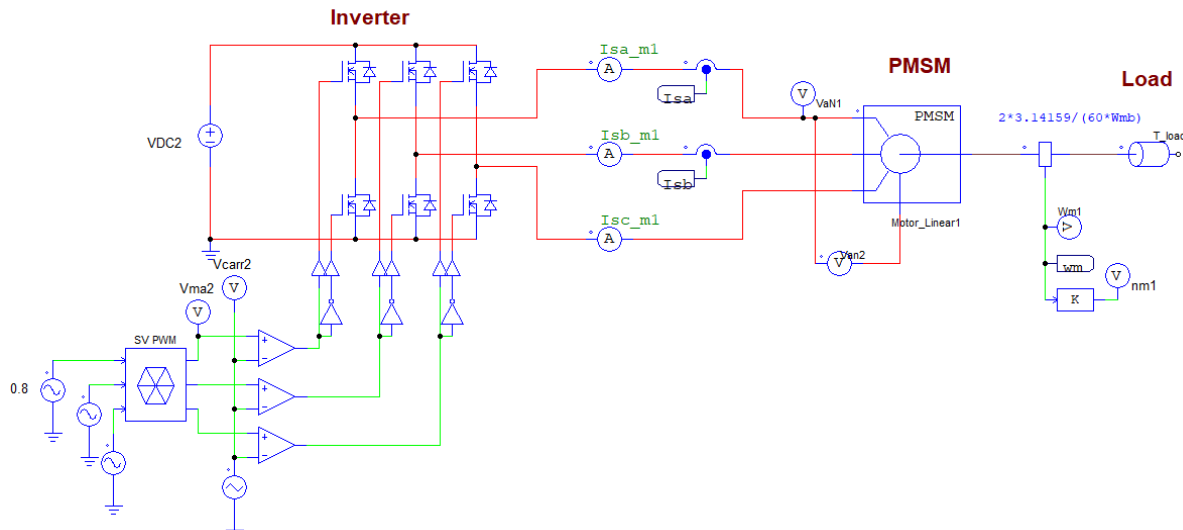 Inverter
Isa_m1
A
Isa
PMSM
Load
V
VaN1
PMSM
2*3.14159/(60*Wmb)
T_load
VDC2
Isb_m1
A
Isb
Isc_m1
A
Motor_Linear1
Van2
V
Wm1
V
wm
K
V
nm1
Vcarr2
V
Vma2
V
SV PWM
0.8